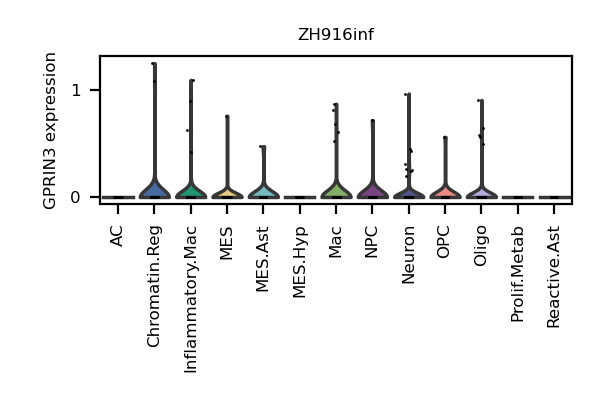 ZH916inf
GPRIN3 expression
1
0
AC
Chromatin.Reg
Inflammatory.Mac
MES
MES.Ast
MES.Hyp
Mac
NPC
Neuron
OPC
Oligo
Prolif.Metab
Reactive.Ast